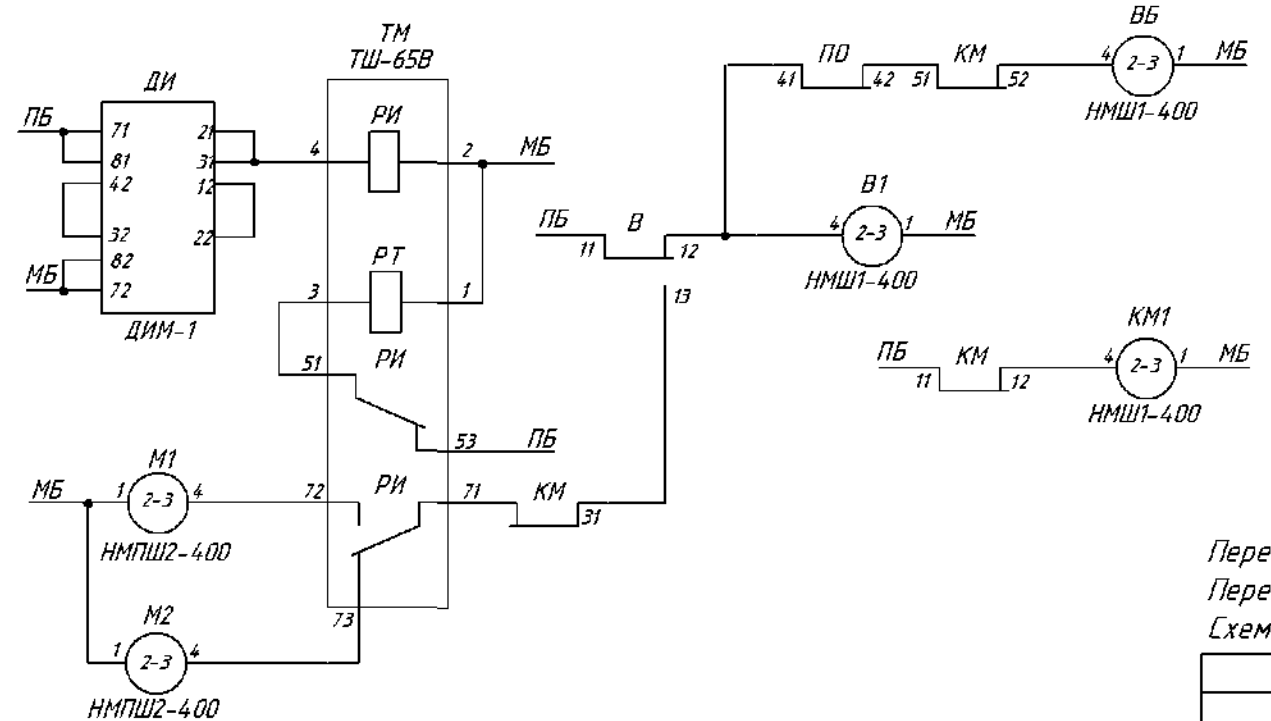 ДИ
ПБ
71
21
81
31
42
12
32
22
82
МБ
72
ДИМ-1
ТМ
ТШ-65В
РИ
4
2
МБ
РТ
3
1
РИ
51
53
ПБ
РИ
72
71
73
КМ
31
МБ
М1
1
2-3
4
НМПШ2-400
М2
1
2-3
4
НМПШ2-400
ПБ
В
11
12
13
ПО
41
42
КМ
51
52
ВБ
4
2-3
1
МБ
НМШ1-400
В1
4
2-3
1
МБ
НМШ1-400
ПБ
КМ
11
12
КМ1
4
2-3
1
МБ
НМШ1-400
Пере
Пере
Схем